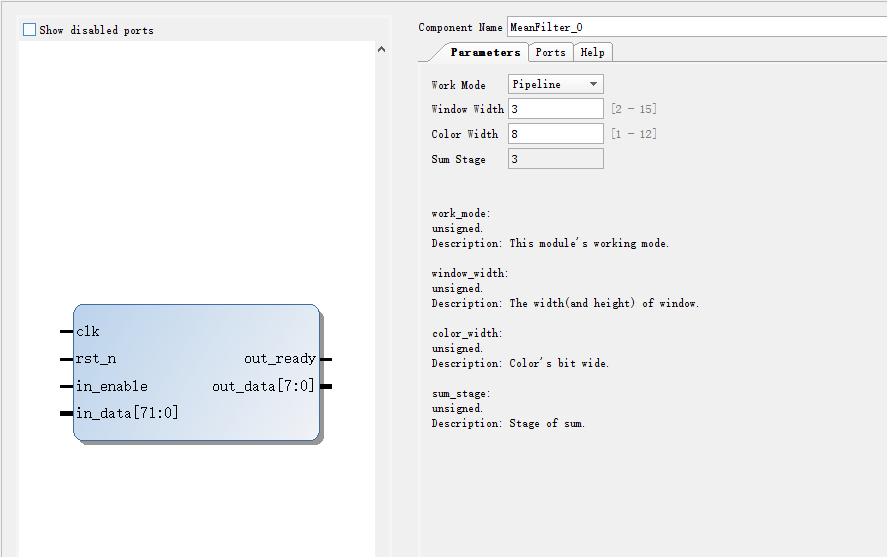 Show disabled ports
clk
rst_n
in_enable
in_data[71:0]
out_ready
out_data[7:0]
Component Name MeanFilter_0
Parameters Ports Help
Work Mode Pipeline
Window Width 3 [2 - 15]
Color Width 8 [1 - 12]
Sum Stage 3
work_mode:
unsigned.
Description: This module's working mode.
window_width:
unsigned.
Description: The width(and height) of window.
color_width:
unsigned.
Description: Color's bit wide.
sum_stage:
unsigned.
Description: Stage of sum.